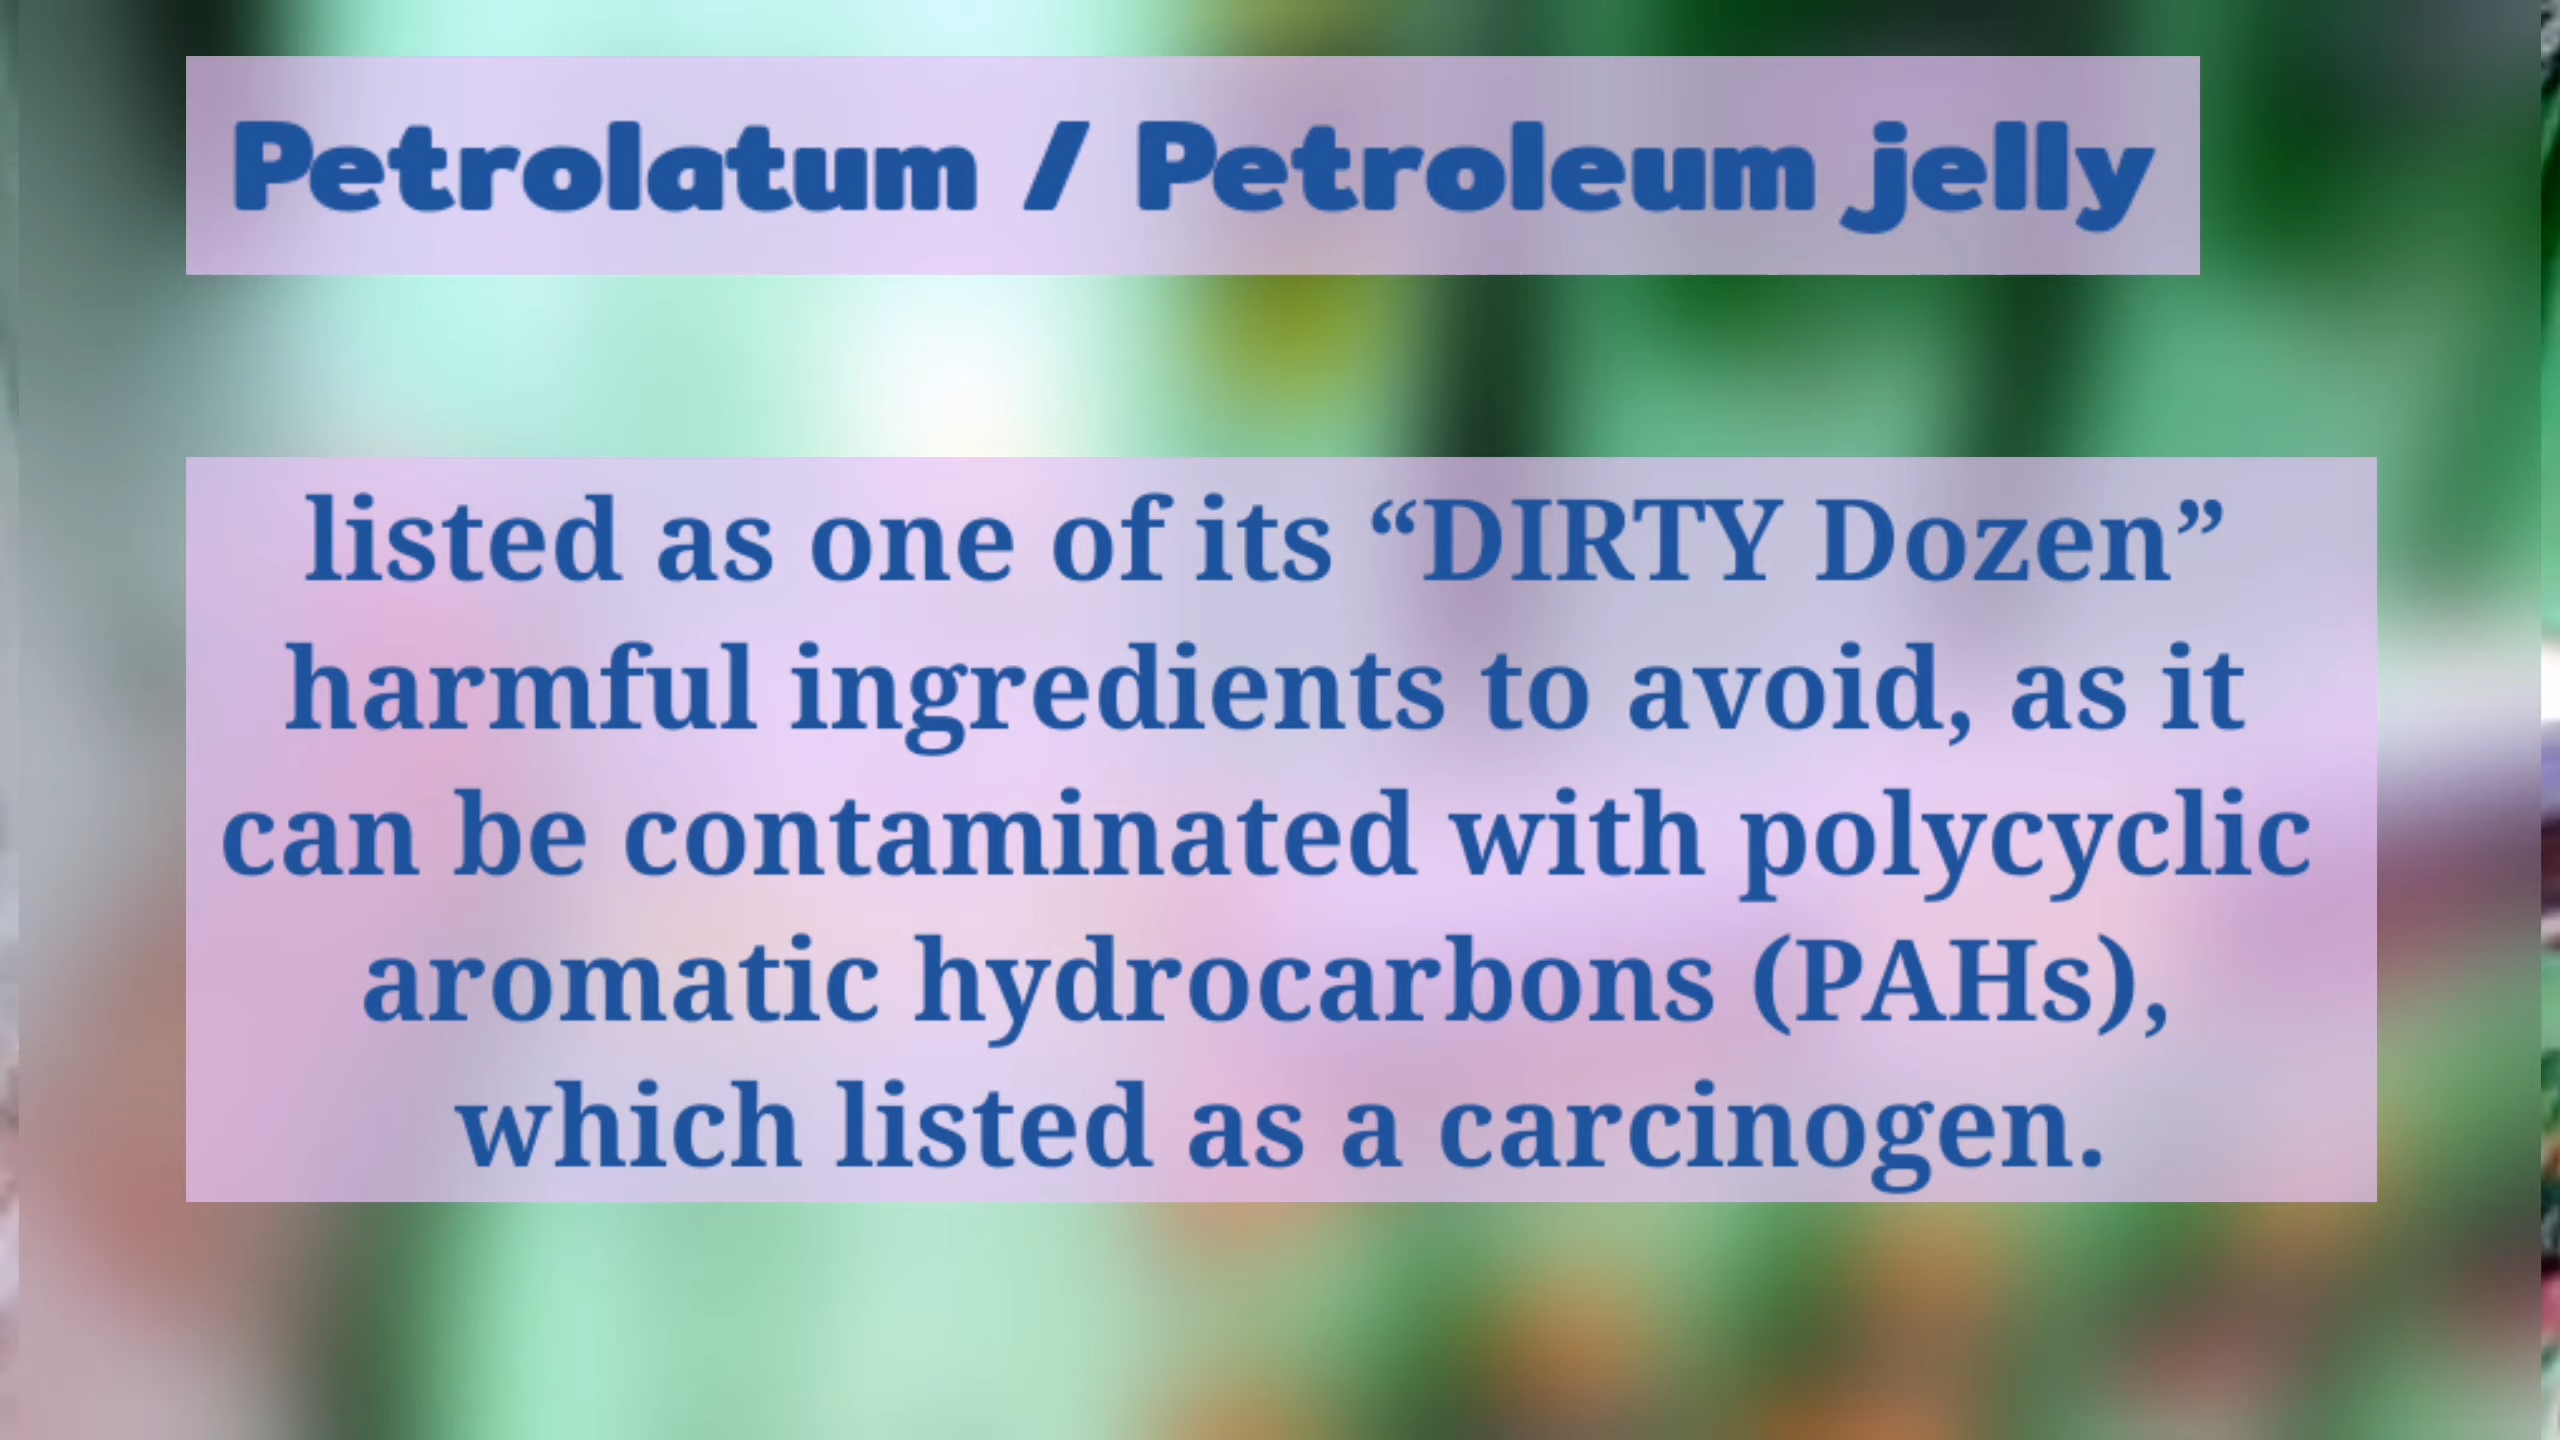 Petrolatum / Petroleum jelly
listed as one of its “DIRTY Dozen”
harmful ingredients to avoid, as it
can be contaminated with polycyclic
aromatic hydrocarbons (PAHs),
which listed as a carcinogen.